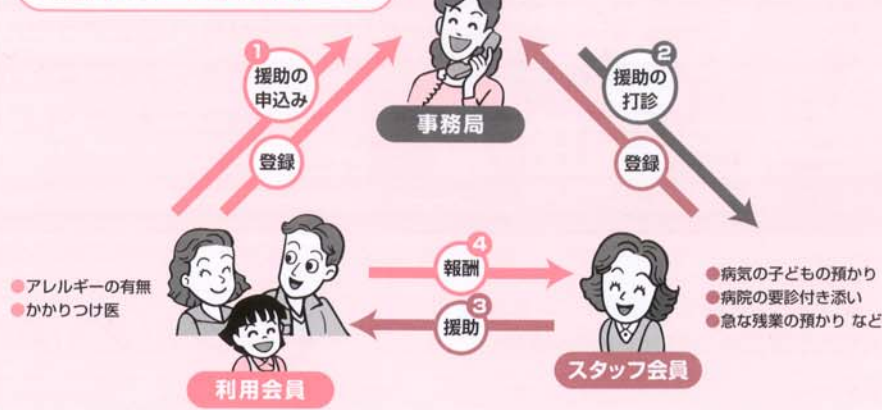 1
援助の
申込み
2
援助の
打診
事務局
登録
登録
●アレルギーの有無
●かかりつけ医
4
報酬
3
援助
●病気の子どもの預かり
●病院の要診付き添い
●急な残業の預かり など
利用会員
スタッフ会員